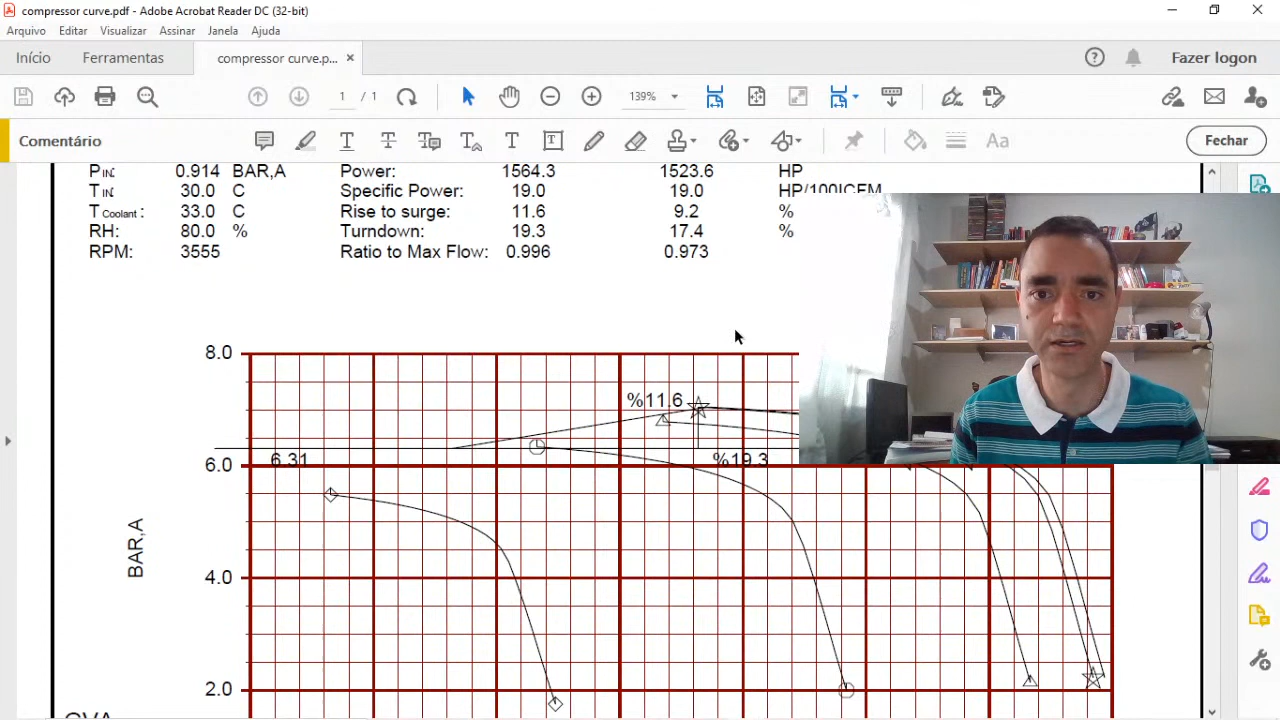 compressor curve.pdf - Adobe Acrobat Reader DC (32-bit)
Arquivo Editar Visualizar Assinar Janela Ajuda
Início Ferramentas compressor curve.p... × Fazer logon
1 / 1 139%
Comentário Fechar
P IN: 0.914 BAR,A Power: 1564.3 1523.6 HP
T IN: 30.0 C Specific Power: 19.0 19.0 HP/100ICFM
T Coolant : 33.0 C Rise to surge: 11.6 9.2 %
RH: 80.0 % Turndown: 19.3 17.4 %
RPM: 3555 Ratio to Max Flow: 0.996 0.973
8.0
%11.6
6.31
%19.3
6.0
BAR,A
4.0
2.0